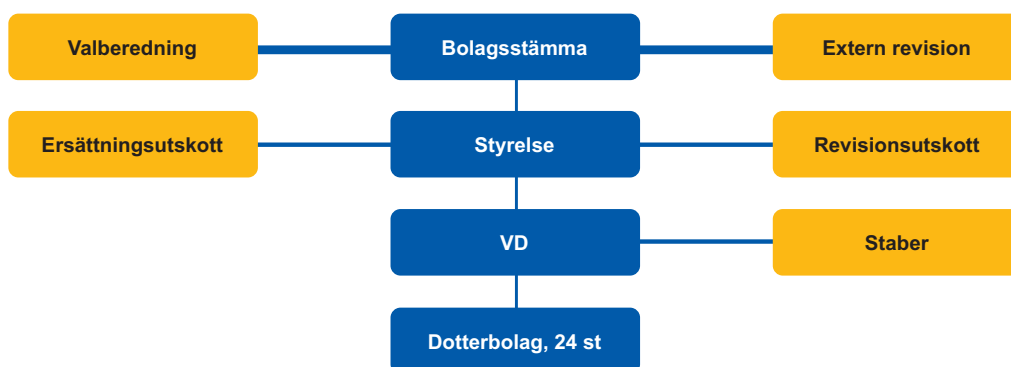 Valberedning
Bolagsstämma
Extern revision
Ersättningsutskott
Styrelse
Revisionsutskott
VD
Staber
Dotterbolag, 24 st